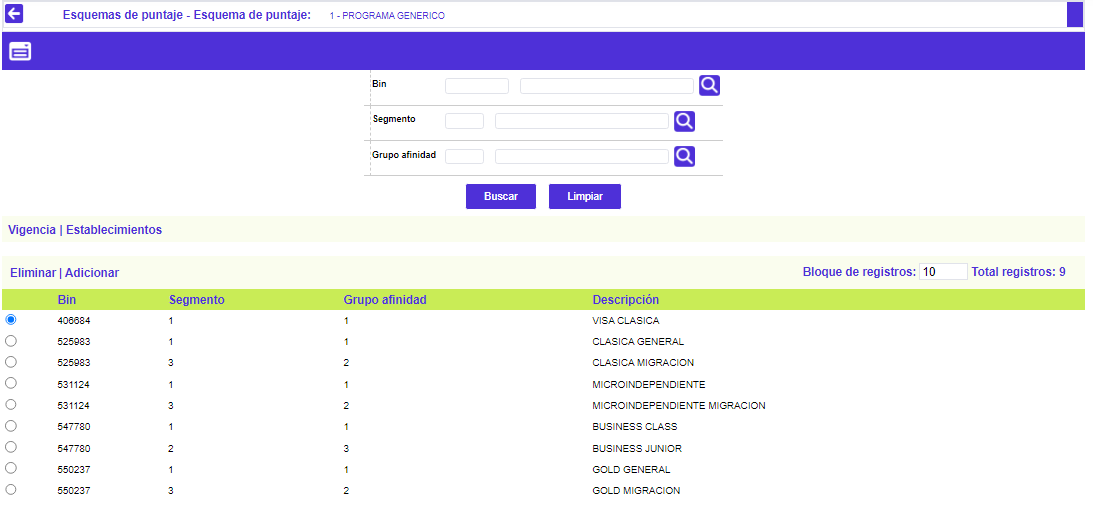 Esquemas de puntaje - Esquema de puntaje: 1 - PROGRAMA GENERICO
Bin
Segmento
Grupo afinidad
Buscar Limpiar
Vigencia | Establecimientos
Eliminar | Adicionar Bloque de registros: 10 Total registros: 9
Bin Segmento Grupo afinidad Descripción
406684 1 1 VISA CLASICA
525983 1 1 CLASICA GENERAL
525983 3 2 CLASICA MIGRACION
531124 1 1 MICROINDEPENDIENTE
531124 3 2 MICROINDEPENDIENTE MIGRACION
547780 1 1 BUSINESS CLASS
547780 2 3 BUSINESS JUNIOR
550237 1 1 GOLD GENERAL
550237 3 2 GOLD MIGRACION